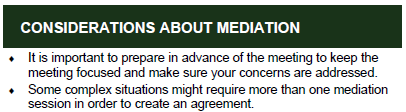 CONSIDERATIONS ABOUT MEDIATION
♦ It is important to prepare in advance of the meeting to keep the
meeting focused and make sure your concerns are addressed.
♦ Some complex situations might require more than one mediation
session in order to create an agreement.